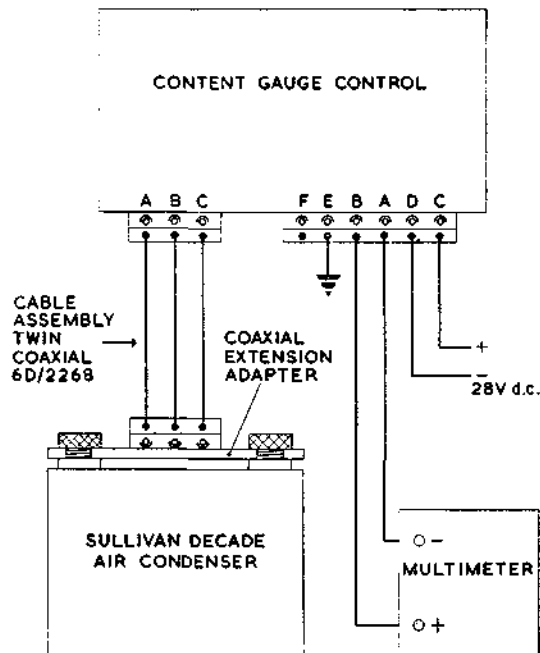 CONTENT GAUGE CONTROL
A B C
F E B A D C
CABLE
ASSEMBLY
TWIN
COAXIAL
6D/2268
COAXIAL
EXTENSION
ADAPTER
+
−
28V d.c.
SULLIVAN DECADE
AIR CONDENSER
−
MULTIMETER
+